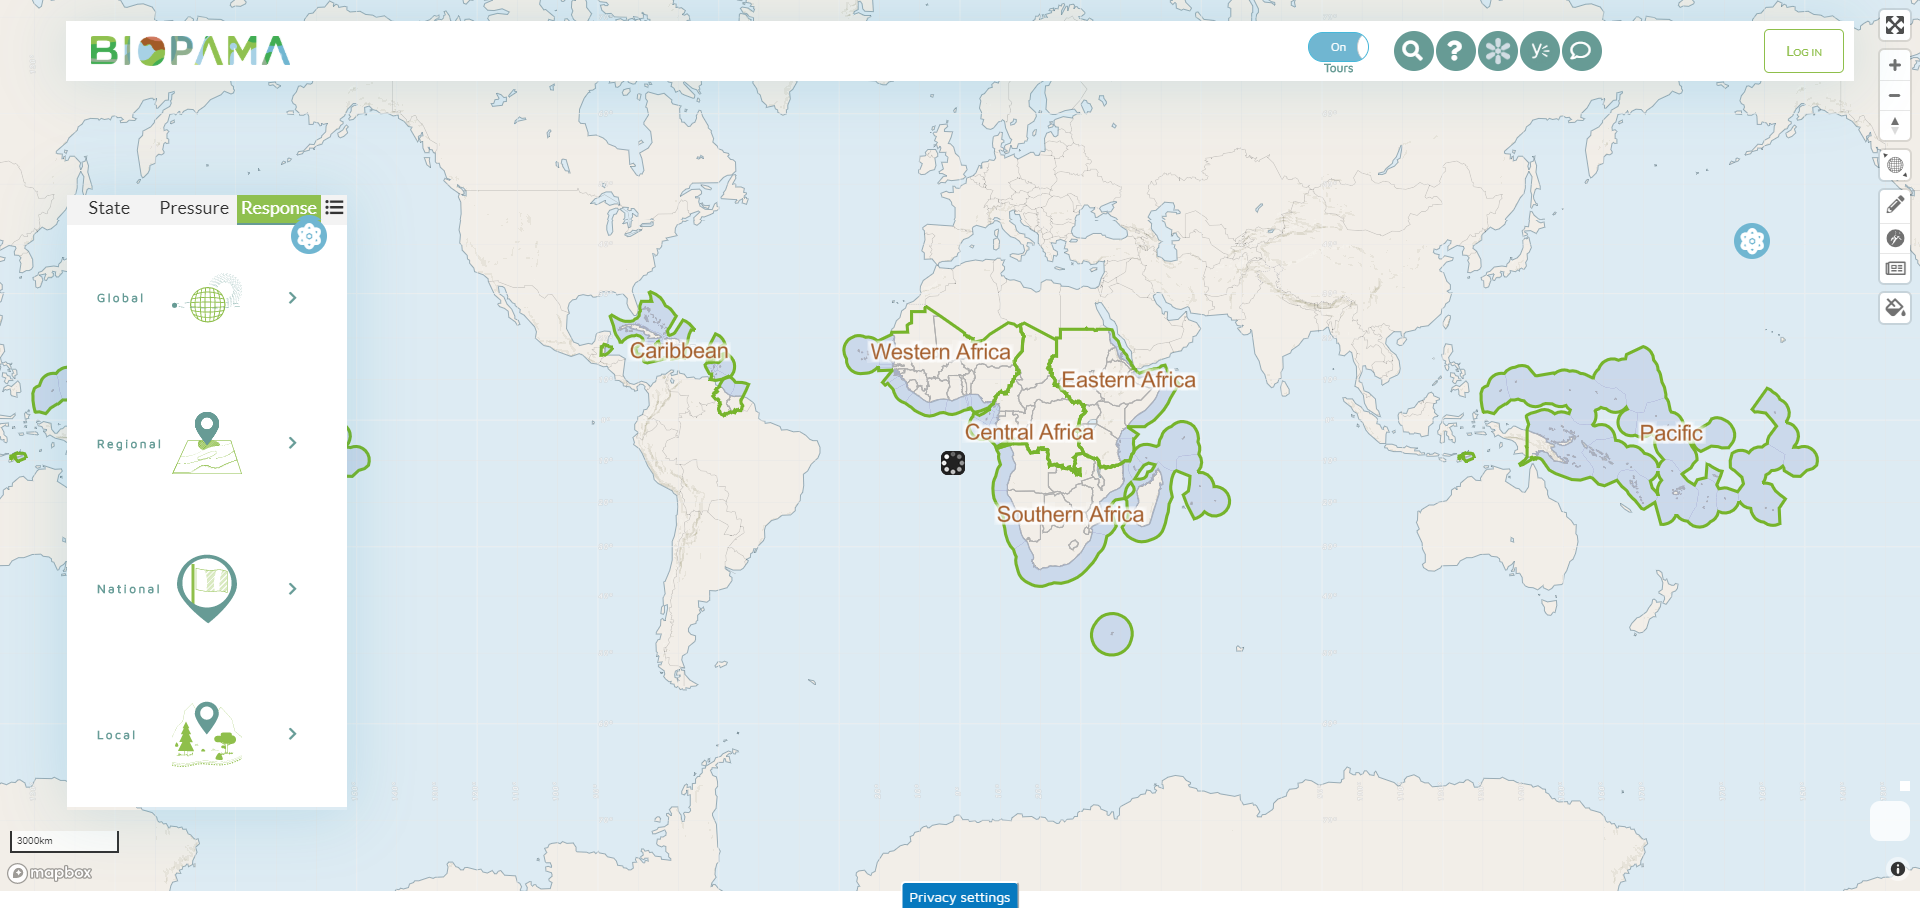 BIOPAMA
On
Tours
Log in
State
Pressure
Response
Global
Regional
National
Local
Caribbean
Western Africa
Eastern Africa
Central Africa
Southern Africa
Pacific
3000km
mapbox
Privacy settings